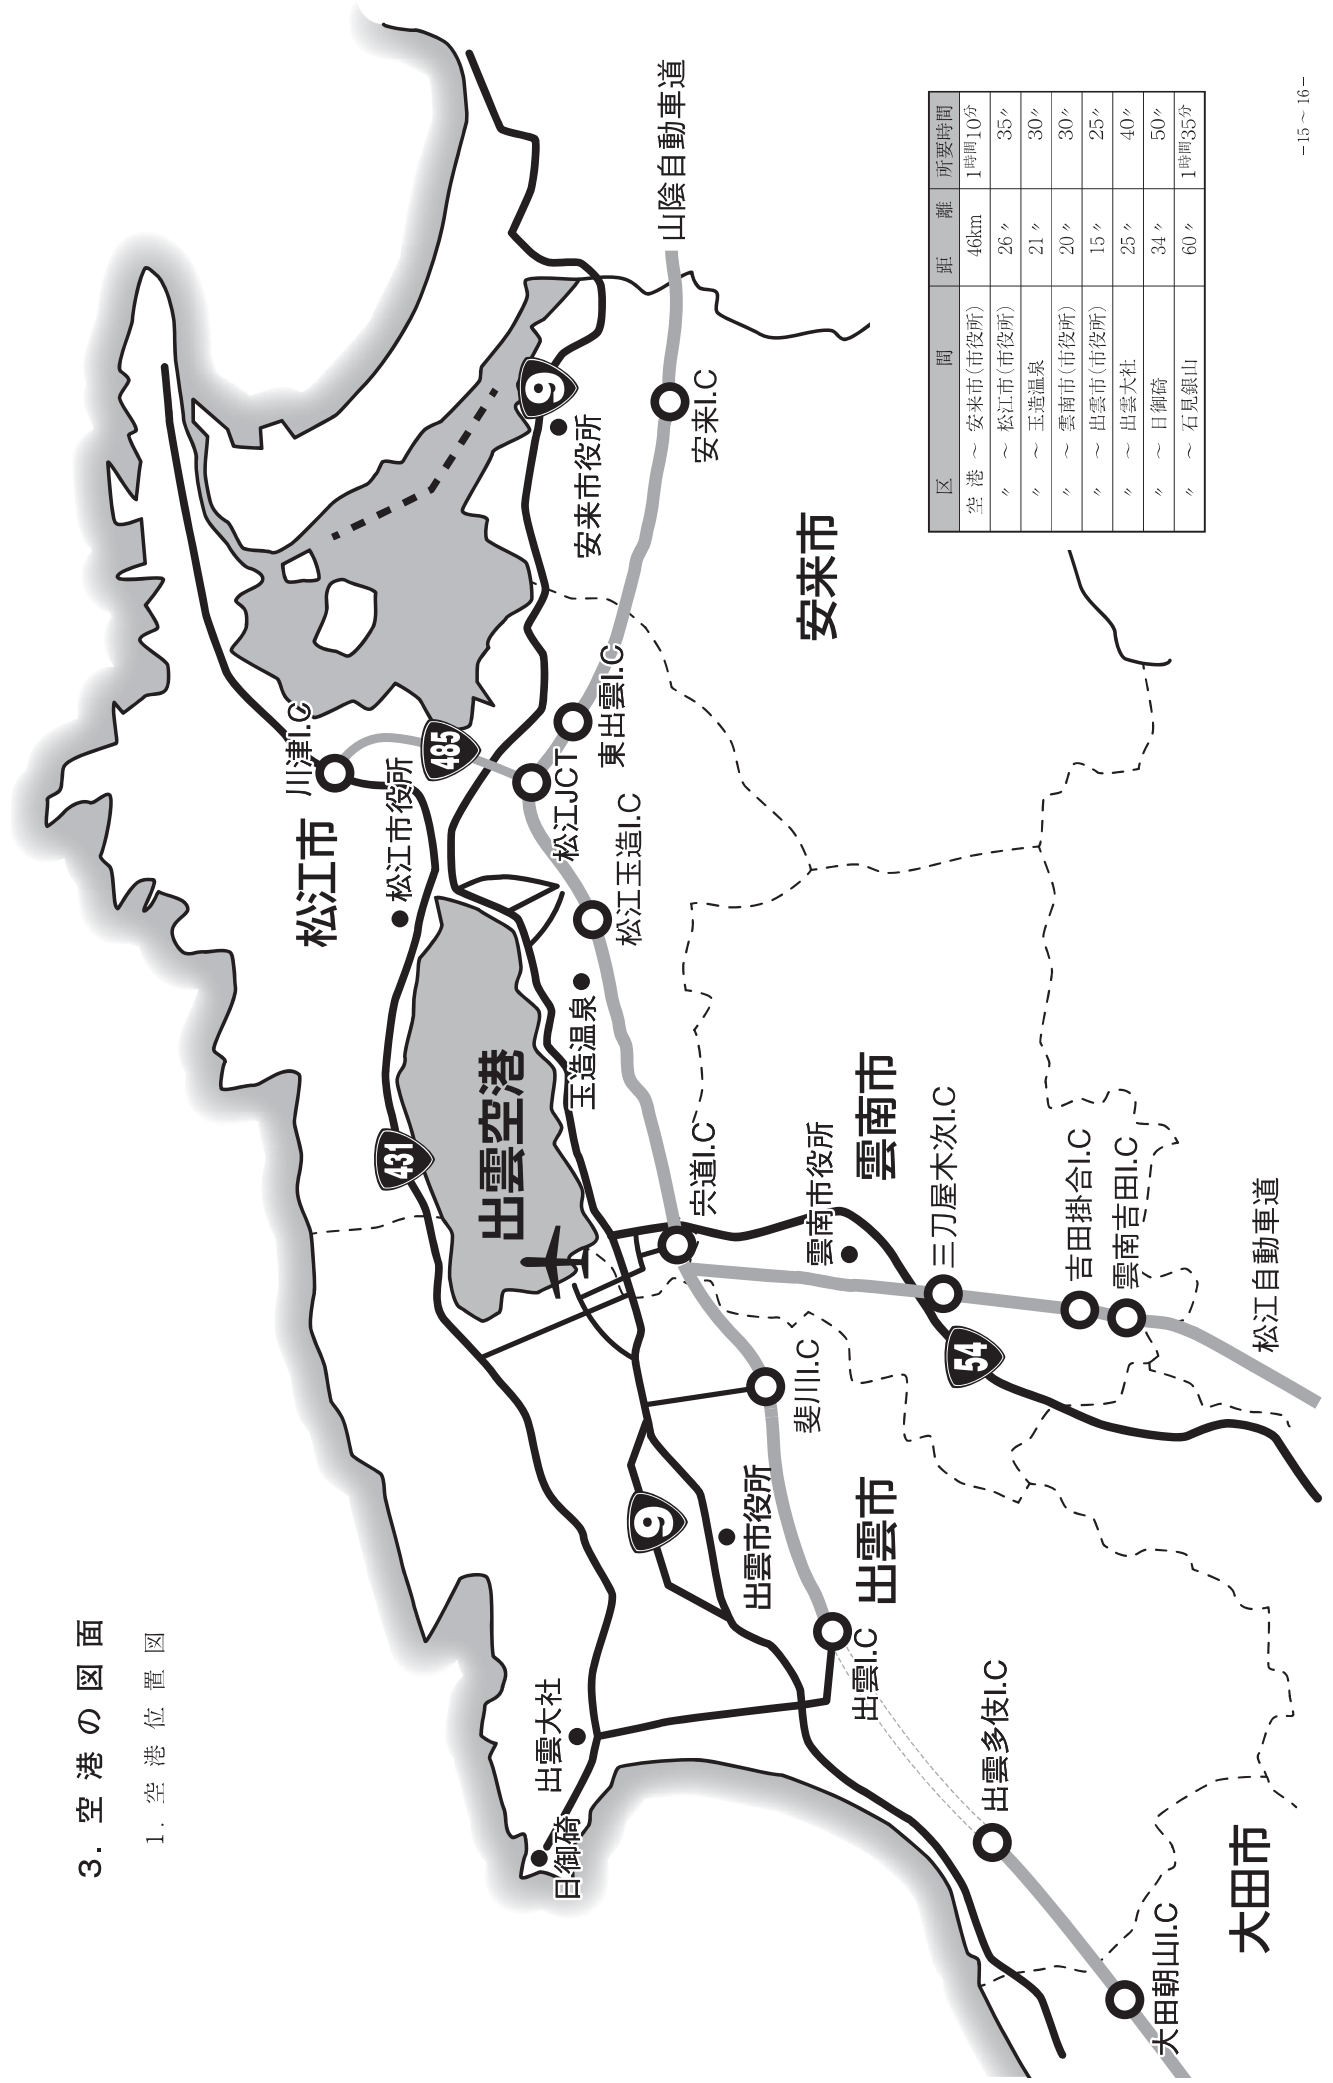 3. 空港の図面
1. 空港位置図
日御碕
出雲大社
431
川津I.C
松江市
松江市役所
485
9
安来市役所
安来I.C
山陰自動車道
東出雲I.C
松江JCT
松江玉造I.C
玉造温泉
出雲空港
宍道I.C
安来市
雲南市役所
雲南市
三刀屋木次I.C
吉田掛合I.C
雲南吉田I.C
松江自動車道
54
斐川I.C
9
出雲市役所
出雲市
出雲I.C
出雲多伎I.C
大田朝山I.C
大田市
区 間 距 離 所要時間
空港 ~ 安来市(市役所) 46km 1時間10分
〃 ~ 松江市(市役所) 26〃 35〃
〃 ~ 玉造温泉 21〃 30〃
〃 ~ 雲南市(市役所) 20〃 30〃
〃 ~ 出雲市(市役所) 15〃 25〃
〃 ~ 出雲大社 25〃 40〃
〃 ~ 日御碕 34〃 50〃
〃 ~ 石見銀山 60〃 1時間35分
−15~16−